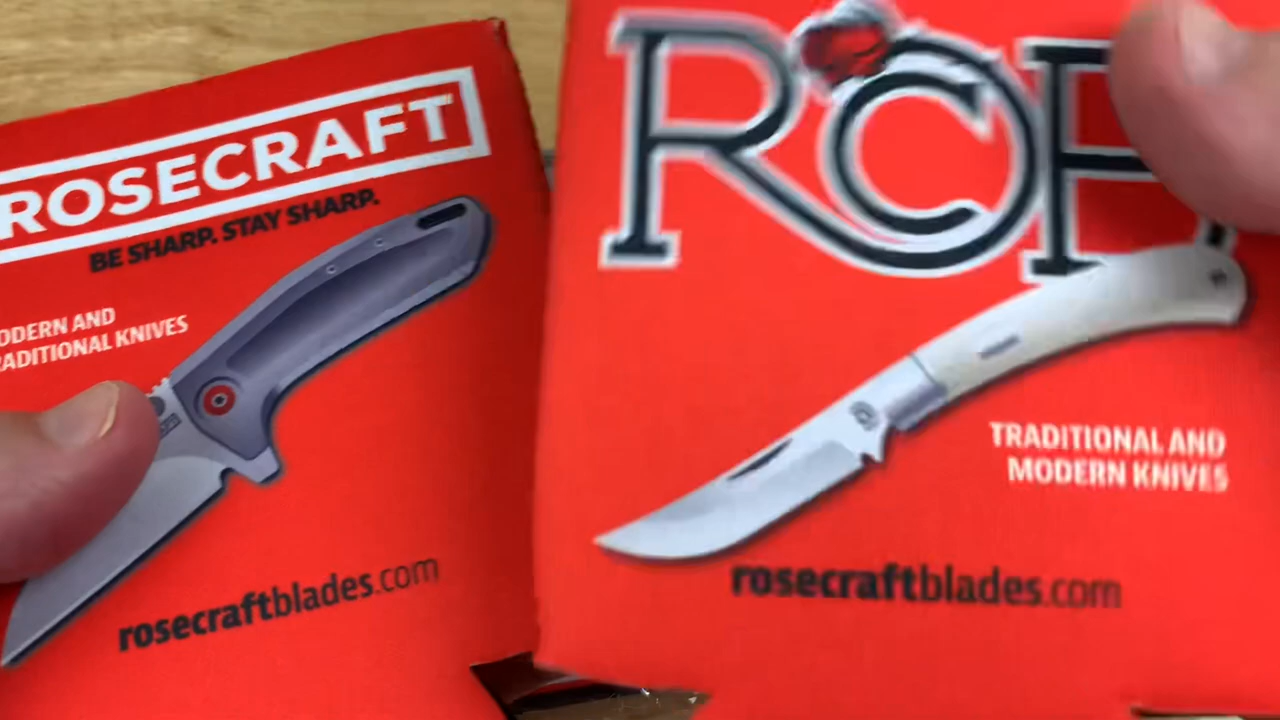 ROSECRAFT
BE SHARP. STAY SHARP.
ODERN AND
RADITIONAL KNIVES
rosecraftblades.com
RC
TRADITIONAL AND
MODERN KNIVES
rosecraftblades.com